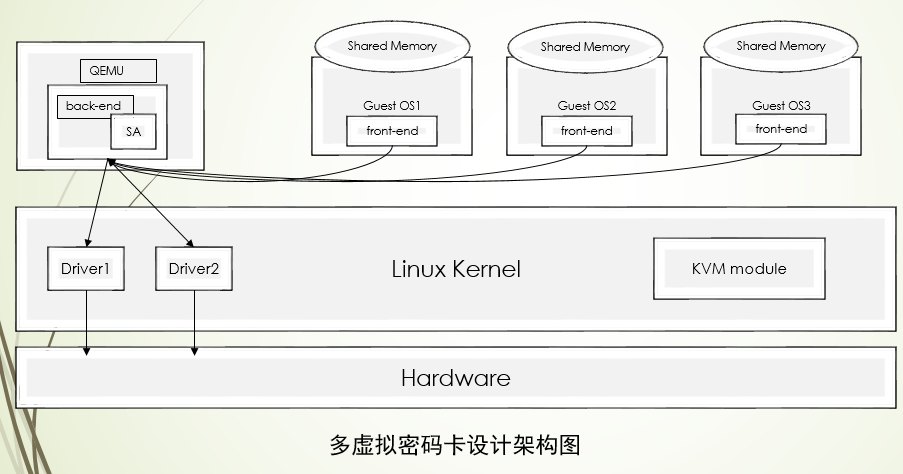 Shared Memory
Shared Memory
Shared Memory
QEMU
back-end
SA
Guest OS1
front-end
Guest OS2
front-end
Guest OS3
front-end
Driver1
Driver2
Linux Kernel
KVM module
Hardware
多虚拟密码卡设计架构图